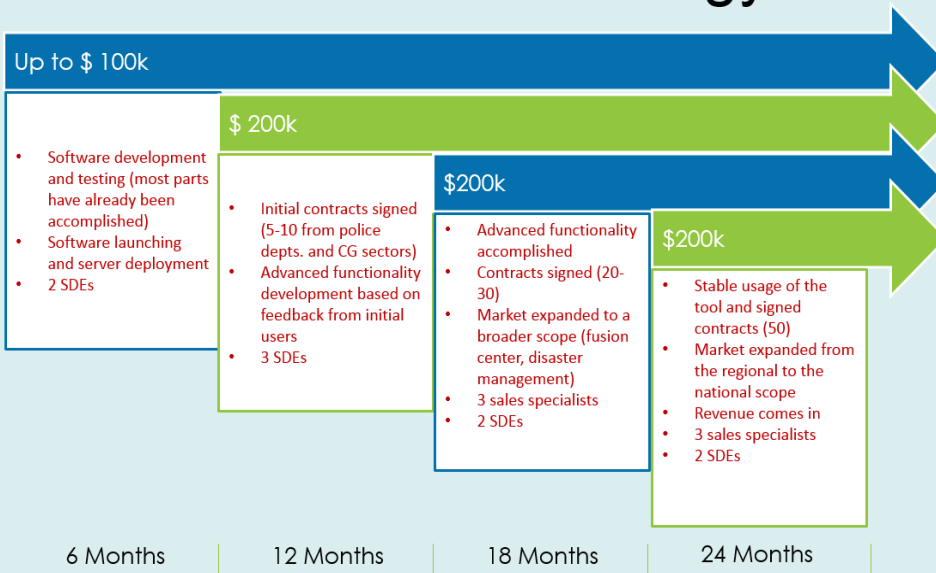 Up to $ 100k
• Software development
and testing (most parts
have already been
accomplished)
• Software launching
and server deployment
• 2 SDEs
$ 200k
• Initial contracts signed
(5-10 from police
depts. and CG sectors)
• Advanced functionality
development based on
feedback from initial
users
• 3 SDEs
$200k
• Advanced functionality
accomplished
• Contracts signed (20-
30)
• Market expanded to a
broader scope (fusion
center, disaster
management)
• 3 sales specialists
• 2 SDEs
$200k
• Stable usage of the
tool and signed
contracts (50)
• Market expanded from
the regional to the
national scope
• Revenue comes in
• 3 sales specialists
• 2 SDEs
6 Months
12 Months
18 Months
24 Months